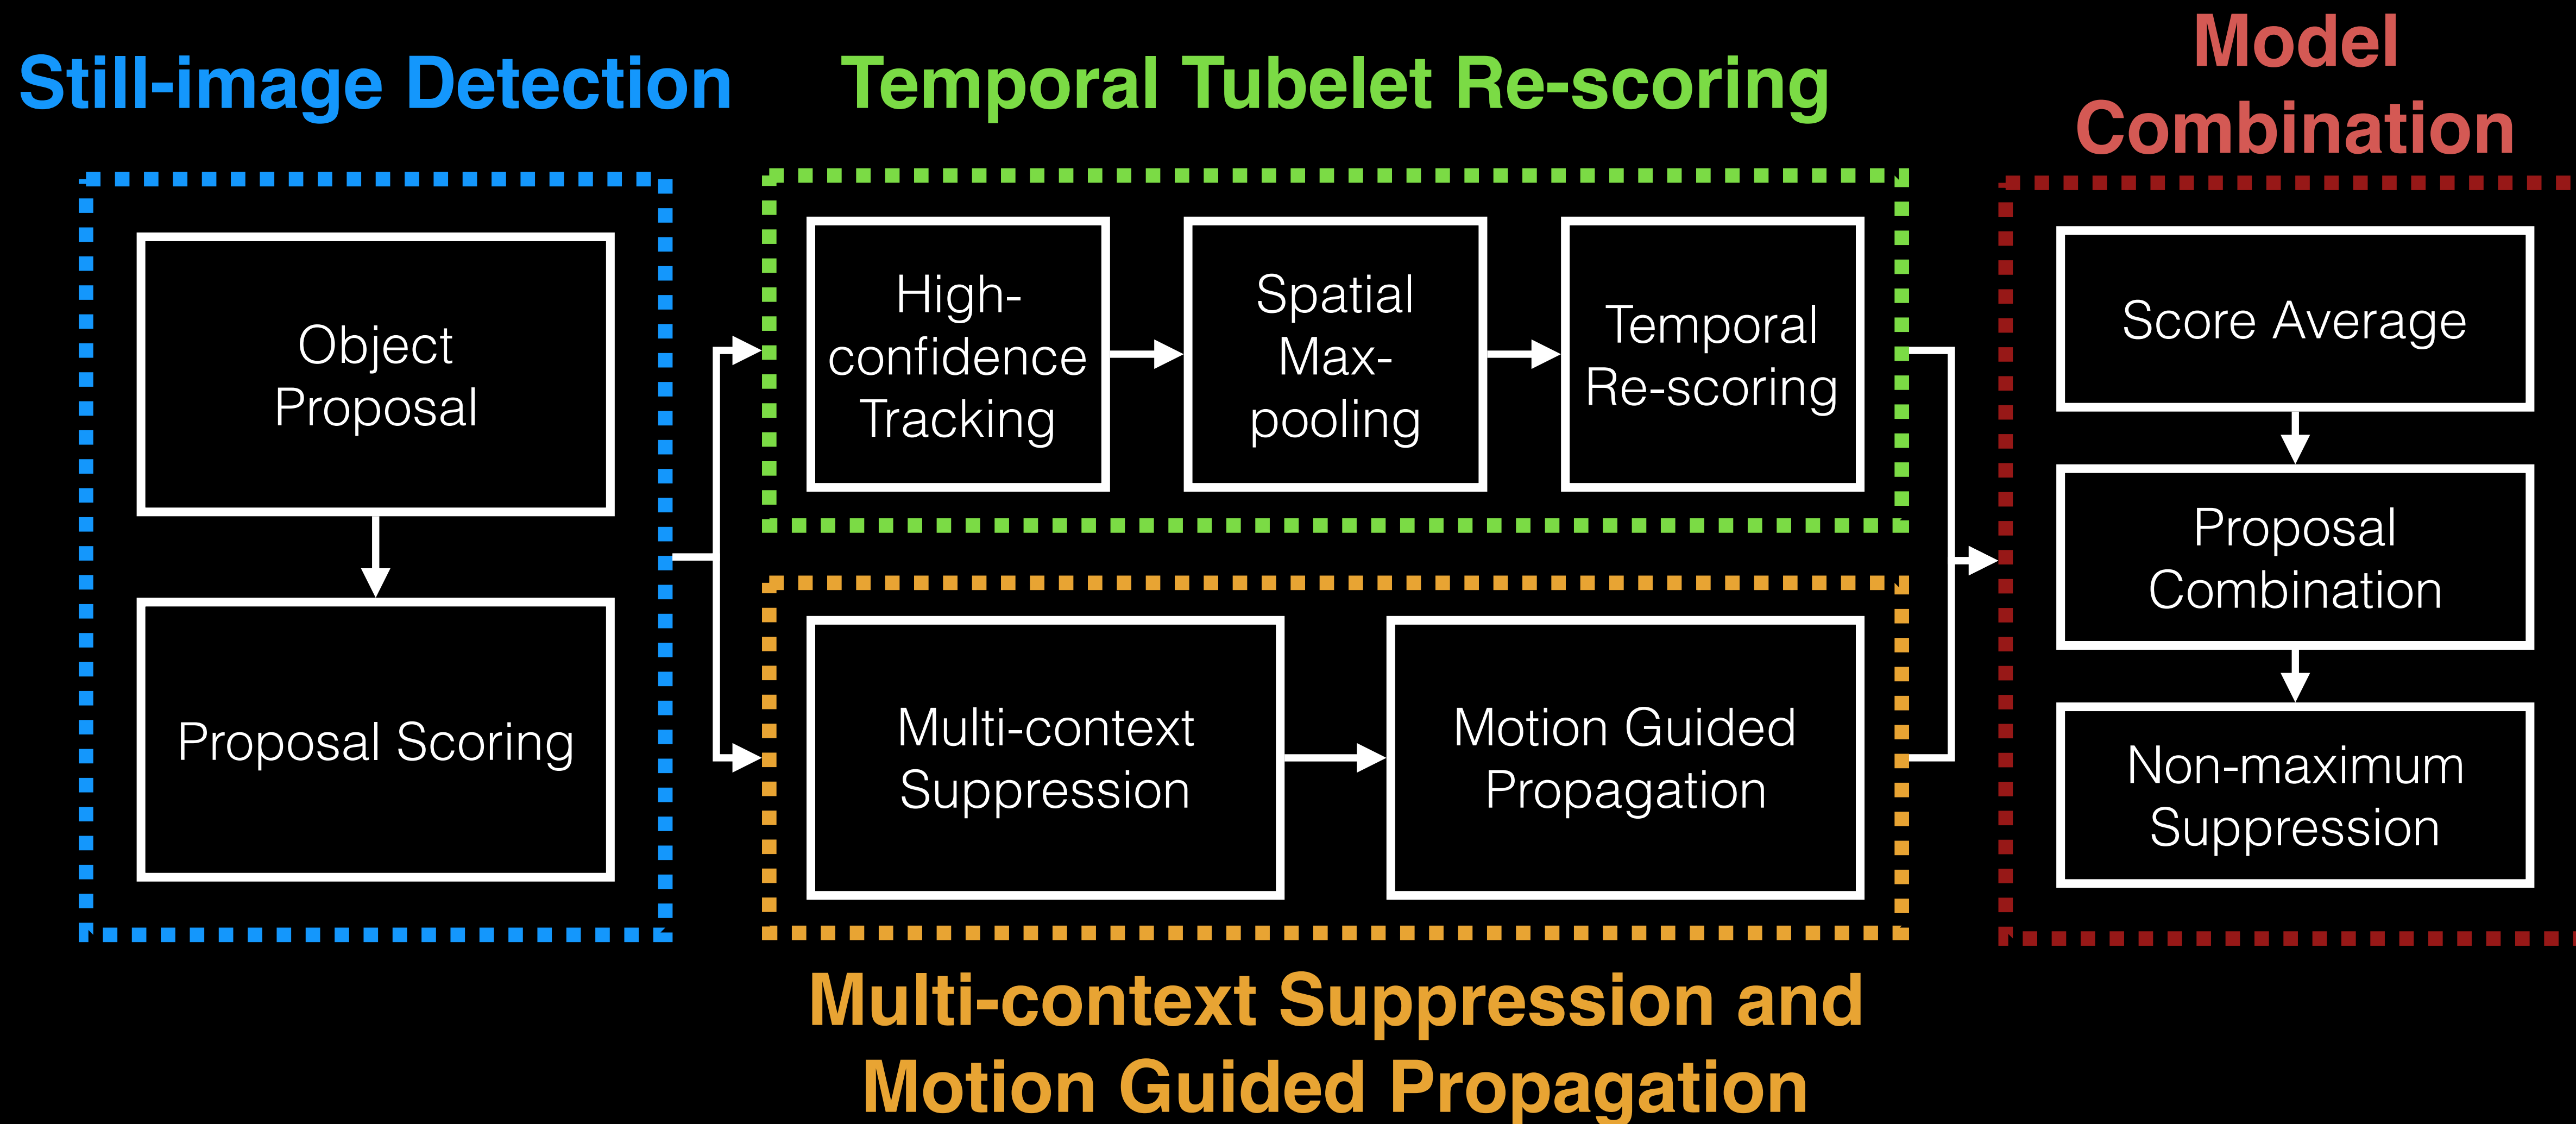 Still-image Detection
Object
Proposal
Proposal Scoring
Temporal Tubelet Re-scoring
High-
confidence
Tracking
Spatial
Max-
pooling
Temporal
Re-scoring
Multi-context
Suppression
Motion Guided
Propagation
Multi-context Suppression and
Motion Guided Propagation
Model
Combination
Score Average
Proposal
Combination
Non-maximum
Suppression